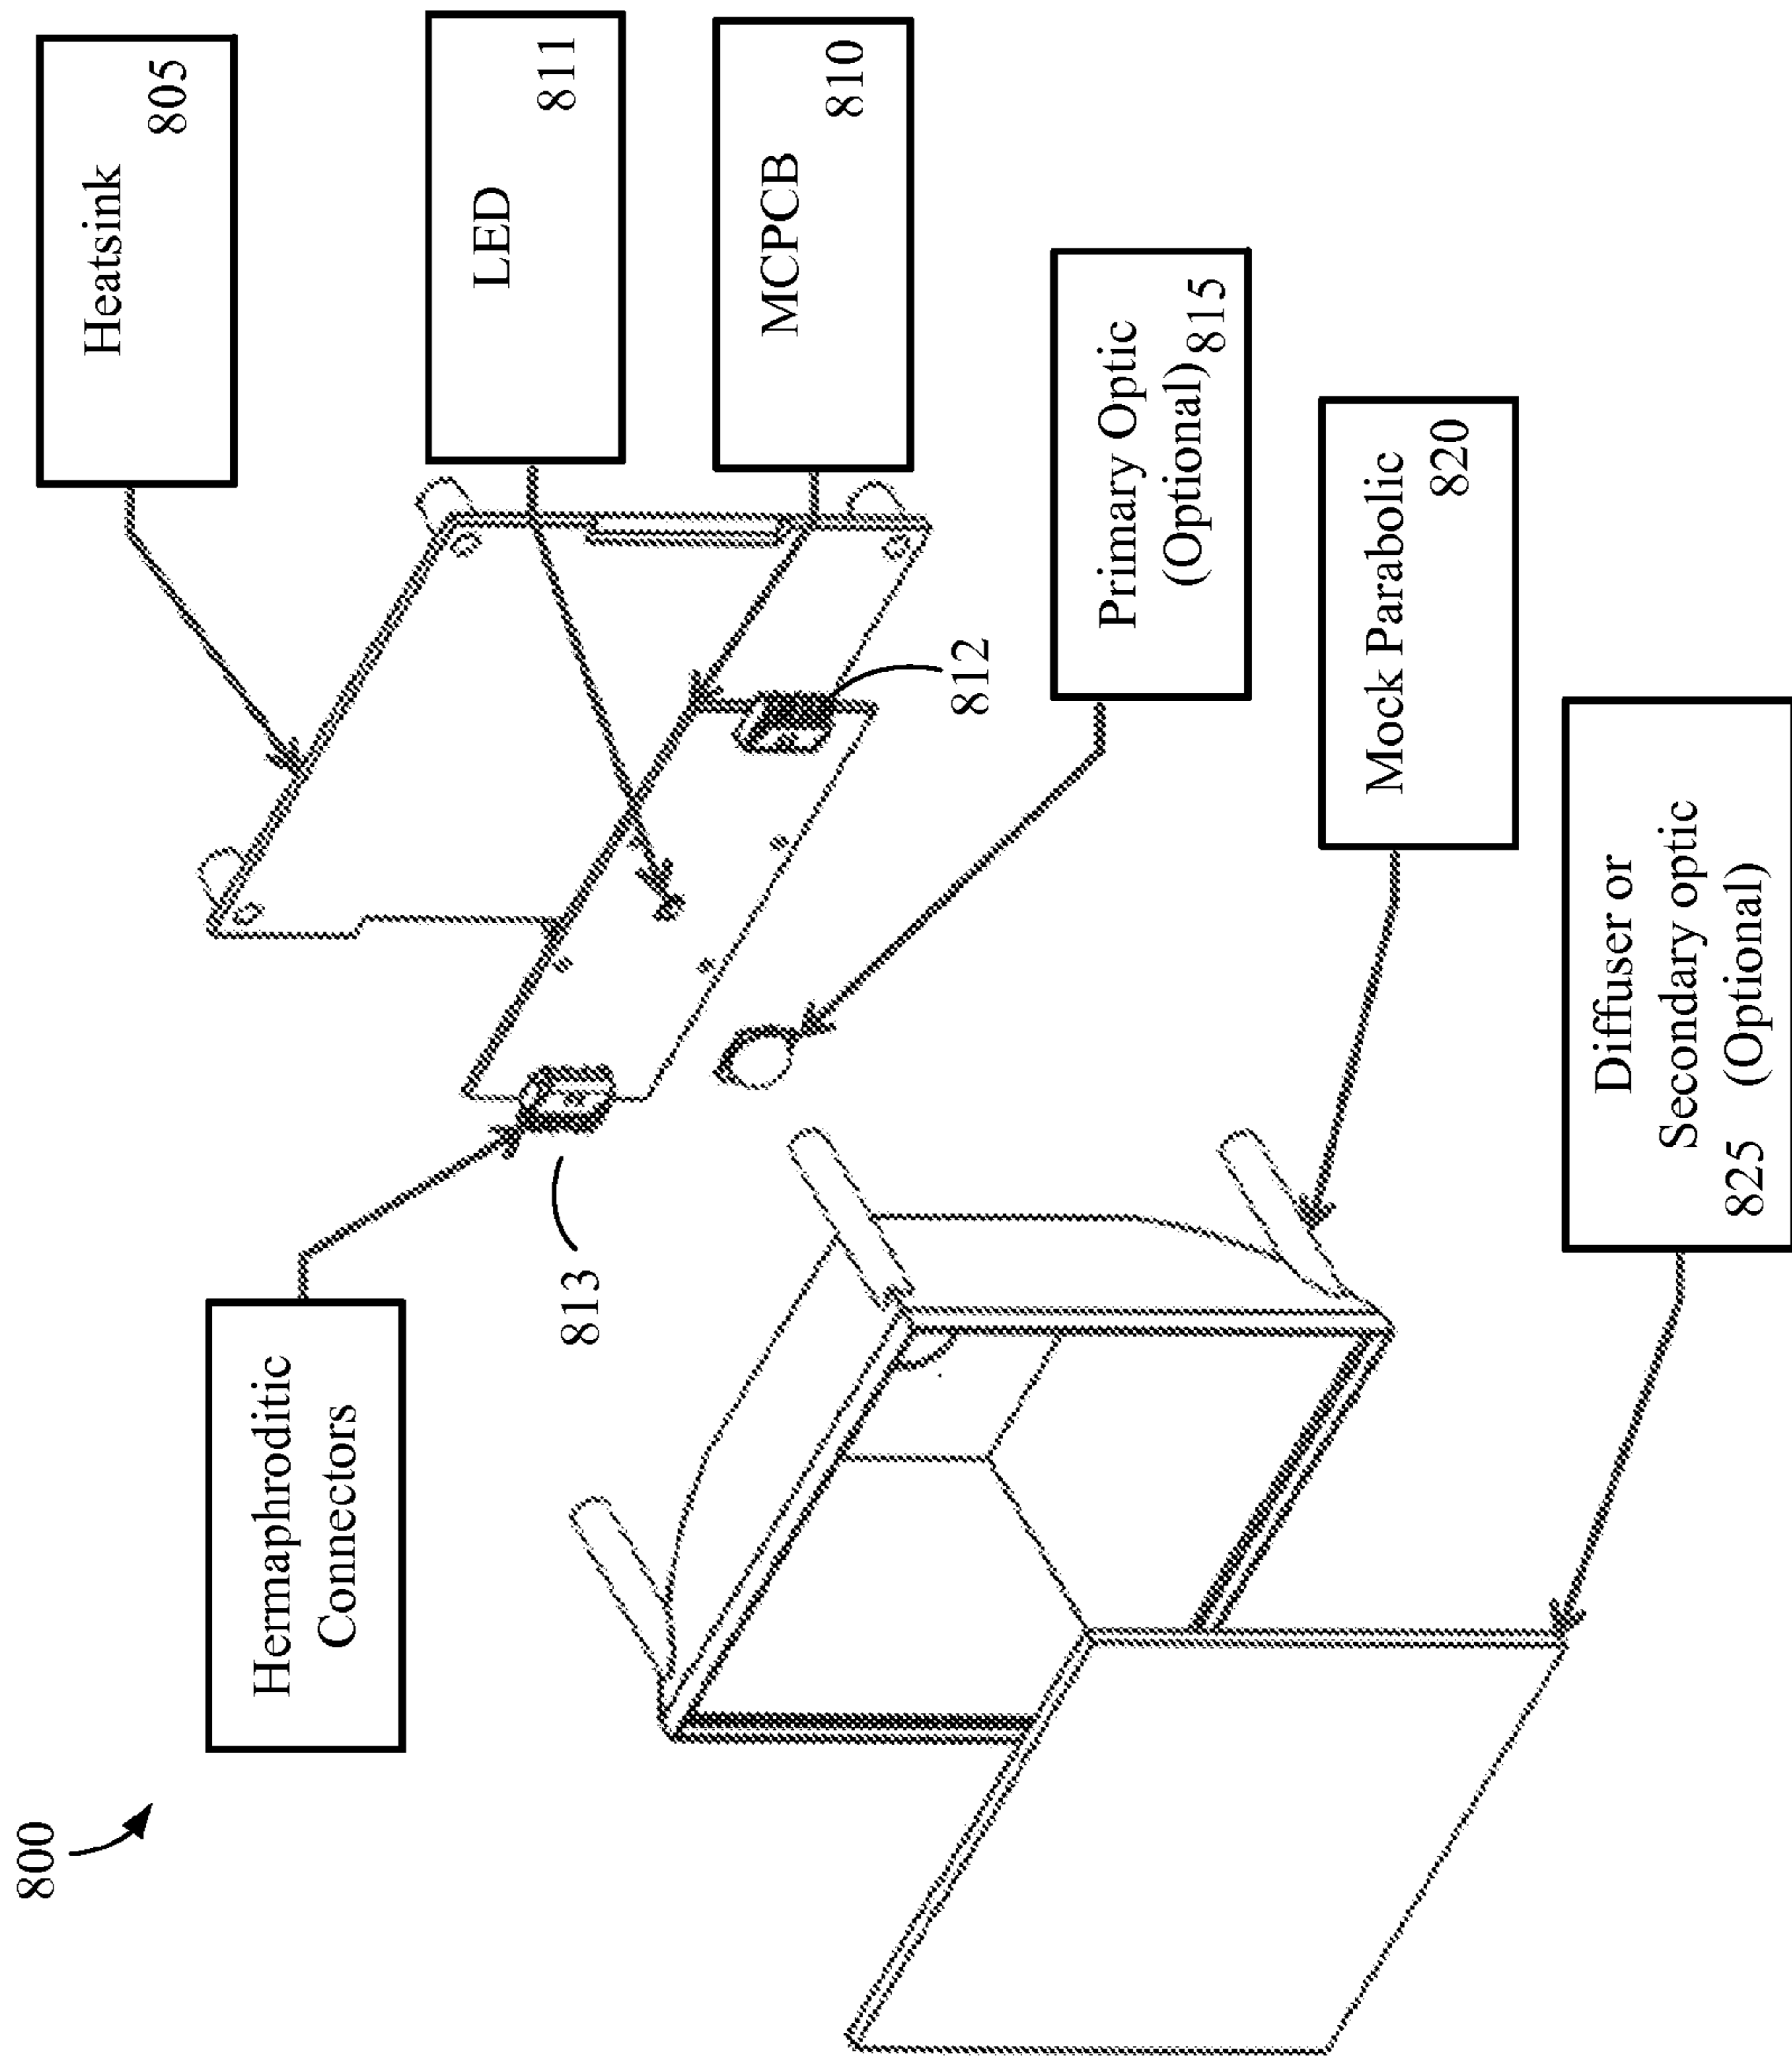 800
Hermaphroditic
Connectors
813
Heatsink
805
LED
811
MCPCB
810
812
Primary Optic
(Optional) 815
Mock Parabolic
820
Diffuser or
Secondary optic
825 (Optional)